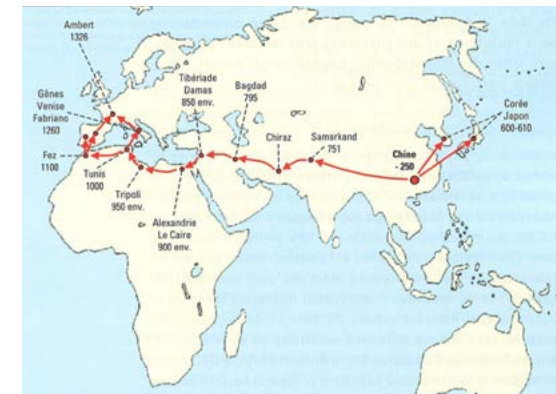 Ambert
1326
Gênes
Venise
Fabriano
1260
Fez
1100
Tunis
1000
Tripoli
950 env.
Alexandrie
Le Caire
900 env.
Tibériade
Damas
850 env.
Bagdad
795
Chiraz
Samarkand
751
Chine
- 250
Corée
Japon
600-610